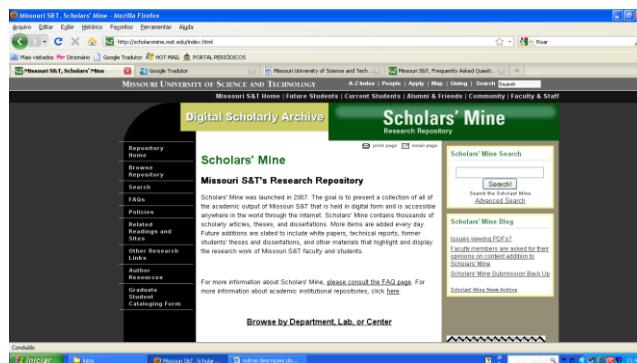 Missouri S&T, Scholars' Mine - Mozilla Firefox
Arquivo Editar Exibir Histórico Favoritos Ferramentas Ajuda
http://scholarsmine.mst.edu/index.html
Roar
Mais visitados Dicionário Google Tradutor HOT MAIL PORTAL PERIÓDICOS
Missouri S&T, Scholars' Mine Google Tradutor Missouri University of Science and Tech... Missouri S&T, Frequently Asked Questi...
MISSOURI UNIVERSITY OF SCIENCE AND TECHNOLOGY A-Z Index | People | Apply | Map | Giving | Search Search
Missouri S&T Home | Future Students | Current Students | Alumni & Friends | Community | Faculty & Staff
Digital Scholarly Archive
Scholars' Mine
Research Repository
print page email page
Repository
Home
Browse
Repository
Search
FAQs
Policies
Related
Readings and
Sites
Other Research
Links
Author
Resources
Graduate
Student
Cataloging Form
Scholars' Mine
Missouri S&T's Research Repository
Scholars' Mine was launched in 2007. The goal is to present a collection of all of
the academic output of Missouri S&T that is held in digital form and is accessible
anywhere in the world through the Internet. Scholars' Mine contains thousands of
scholarly articles, theses, and dissertations. More items are added every day.
Future additions are slated to include white papers, technical reports, former
students' theses and dissertations, and other materials that highlight and display
the research work of Missouri S&T faculty and students.
For more information about Scholars' Mine, please consult the FAQ page. For
more information about academic institutional repositories, click here.
Browse by Department, Lab, or Center
Scholars' Mine Search
Search!
Search the Scholars' Mine
Advanced Search
Scholars' Mine Blog
Issues viewing PDFs?
Faculty members are asked for their
opinions on content addition to
Scholars' Mine
Scholars' Mine Submission Back Up
Scholars' Mine News Archive
Concluído
Iniciar Missouri S&T, Scholar... outras descricoes do...